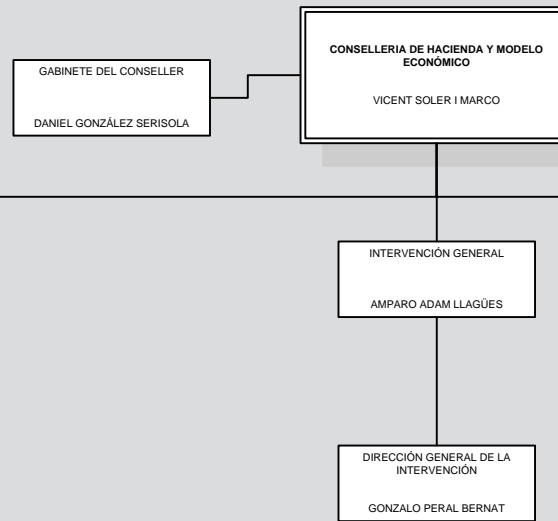 CONSELLERIA DE HACIENDA Y MODELO
ECONÓMICO
VICENT SOLER I MARCO
GABINETE DEL CONSELLER
DANIEL GONZÁLEZ SERISOLA
INTERVENCIÓN GENERAL
AMPARO ADAM LLAGÜES
DIRECCIÓN GENERAL DE LA
INTERVENCIÓN
GONZALO PERAL BERNAT